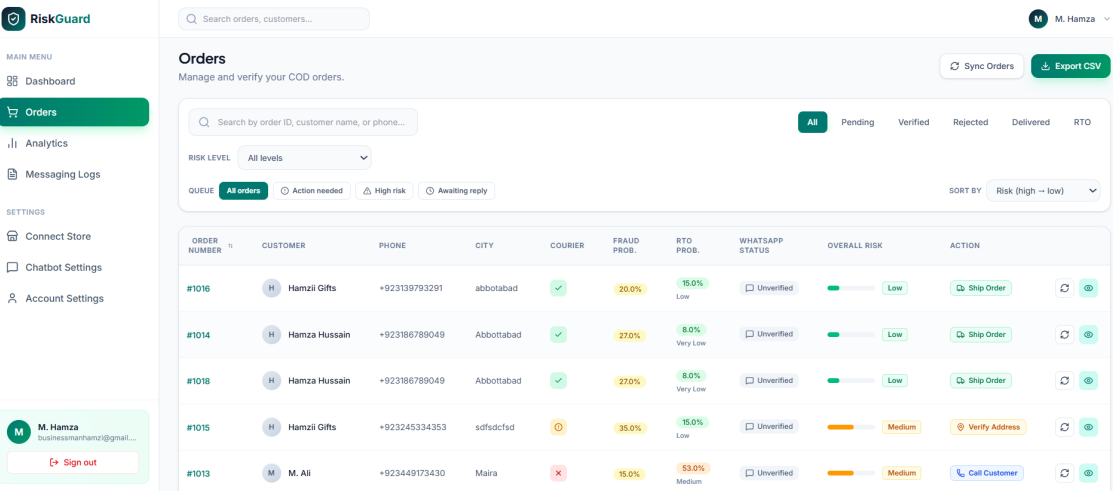 RiskGuard
Search orders, customers...
M
M. Hamza
MAIN MENU
Dashboard
Orders
Analytics
Messaging Logs
SETTINGS
Connect Store
Chatbot Settings
Account Settings
M
M. Hamza
businessmanhamzi@gmail....
Sign out
Orders
Manage and verify your COD orders.
Sync Orders
Export CSV
Search by order ID, customer name, or phone...
All Pending Verified Rejected Delivered RTO
RISK LEVEL All levels
QUEUE All orders Action needed High risk Awaiting reply
SORT BY Risk (high → low)
ORDER NUMBER ↑↓ CUSTOMER PHONE CITY COURIER FRAUD PROB. RTO PROB. WHATSAPP STATUS OVERALL RISK ACTION
#1016 H Hamzii Gifts +923139793291 abbotabad 20.0% 15.0% Low Unverified Low Ship Order
#1014 H Hamza Hussain +923186789049 Abbottabad 27.0% 8.0% Very Low Unverified Low Ship Order
#1018 H Hamza Hussain +923186789049 Abbottabad 27.0% 8.0% Very Low Unverified Low Ship Order
#1015 H Hamzii Gifts +923245334353 sdfsdcfsd 35.0% 15.0% Low Unverified Medium Verify Address
#1013 M M. Ali +923449173430 Maira 15.0% 53.0% Medium Unverified Medium Call Customer